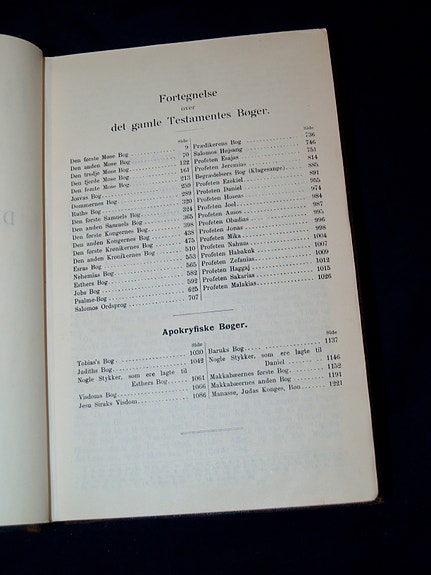 Fortegnelse
over
det gamle Testamentes Bøger.
Side
Den første Mose Bog 9
Den anden Mose Bog 70
Den tredje Mose Bog 122
Den fjerde Mose Bog 161
Den femte Mose Bog 213
Josvas Bog 259
Dommernes Bog 289
Ruths Bog 320
Den første Samuels Bog 324
Den anden Samuels Bog 365
Den første Kongernes Bog 398
Den anden Kongernes Bog 438
Den første Krønikernes Bog 475
Den anden Krønikernes Bog 510
Esras Bog 553
Nehemias Bog 565
Esthers Bog 582
Jobs Bog 592
Psalme-Bog 625
Salomos Ordsprog 707
Side
Prædikerens Bog 736
Salomos Højsang 746
Profeten Esajas 751
Profeten Jeremias 814
Begrædelsers Bog (Klagesange) 885
Profeten Ezekiel 891
Profeten Daniel 955
Profeten Hoseas 974
Profeten Joel 984
Profeten Amos 987
Profeten Obadias 995
Profeten Jonas 996
Profeten Mika 998
Profeten Nahum 1004
Profeten Habakuk 1007
Profeten Zefanias 1009
Profeten Haggaj 1012
Profeten Sakarias 1015
Profeten Malakias 1026
Apokryfiske Bøger.
Side
Tobias's Bog 1030
Judiths Bog 1042
Nogle Stykker, som ere lagte til
Esthers Bog 1061
Visdoms Bog 1066
Jesu Siraks Visdom 1086
Side
Baruks Bog 1137
Nogle Stykker, som ere lagte til
Daniel 1146
Makkabæernes første Bog 1152
Makkabæernes anden Bog 1191
Manasse, Judas Konges, Bøn 1221